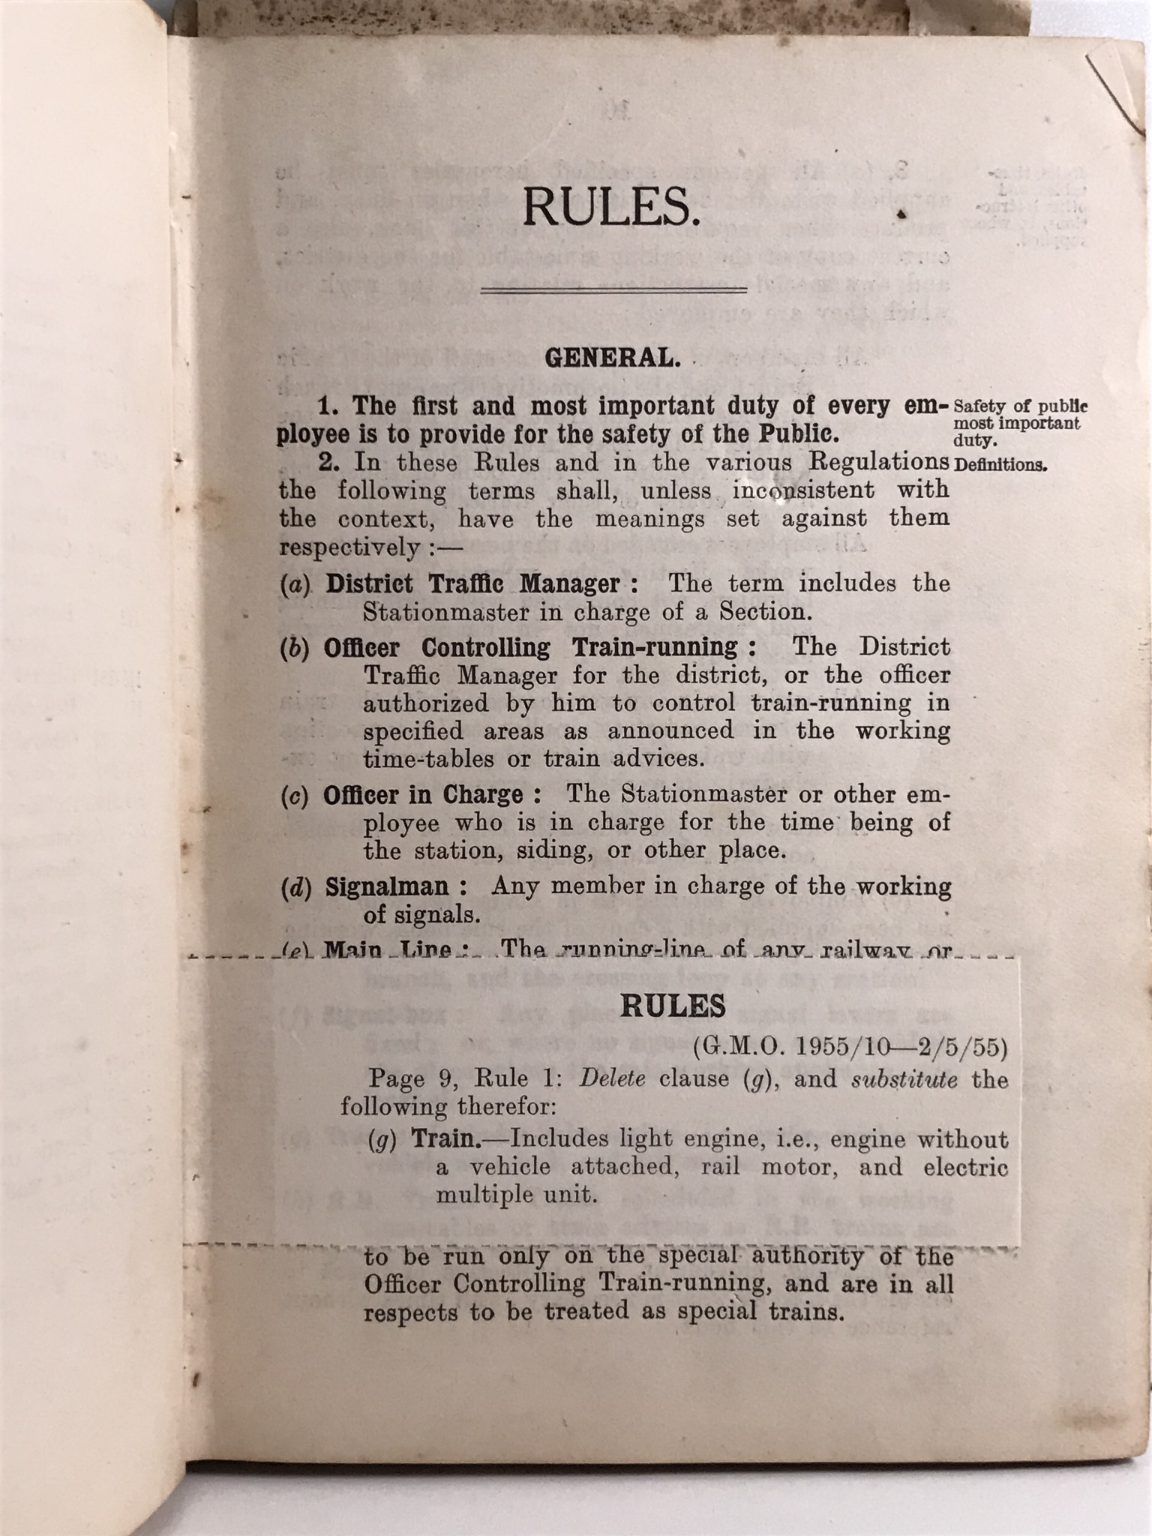 RULES.
GENERAL.
1. The first and most important duty of every em-
ployee is to provide for the safety of the Public.
Safety of public
most important
duty.
2. In these Rules and in the various Regulations
Definitions.
the following terms shall, unless inconsistent with
the context, have the meanings set against them
respectively :—
(a) District Traffic Manager : The term includes the
Stationmaster in charge of a Section.
(b) Officer Controlling Train-running : The District
Traffic Manager for the district, or the officer
authorized by him to control train-running in
specified areas as announced in the working
time-tables or train advices.
(c) Officer in Charge : The Stationmaster or other em-
ployee who is in charge for the time being of
the station, siding, or other place.
(d) Signalman : Any member in charge of the working
of signals.
(e) Main Line : The running-line of any railway or
RULES
(G.M.O. 1955/10—2/5/55)
Page 9, Rule 1: Delete clause (g), and substitute the
following therefor:
(g) Train.—Includes light engine, i.e., engine without
a vehicle attached, rail motor, and electric
multiple unit.
to be run only on the special authority of the
Officer Controlling Train-running, and are in all
respects to be treated as special trains.